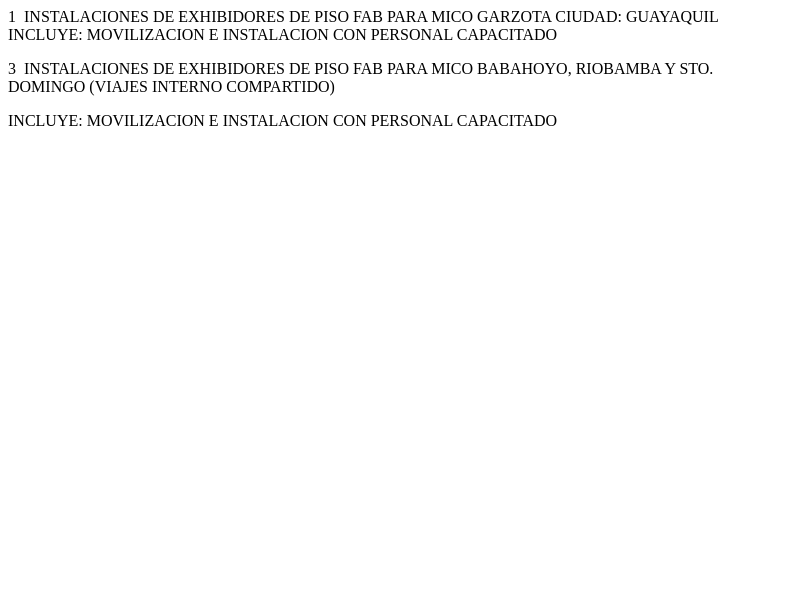 1  INSTALACIONES DE EXHIBIDORES DE PISO FAB PARA MICO GARZOTA CIUDAD: GUAYAQUIL
INCLUYE: MOVILIZACION E INSTALACION CON PERSONAL CAPACITADO
3  INSTALACIONES DE EXHIBIDORES DE PISO FAB PARA MICO BABAHOYO, RIOBAMBA Y STO.
DOMINGO (VIAJES INTERNO COMPARTIDO)
INCLUYE: MOVILIZACION E INSTALACION CON PERSONAL CAPACITADO